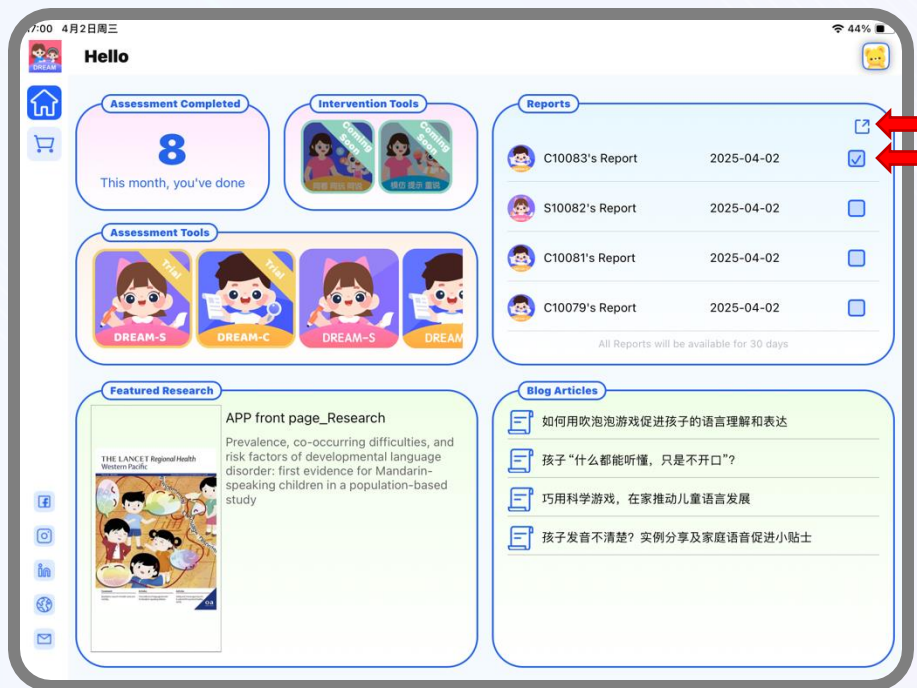 7:00 4月2日周三
44%
DREAM
Hello
Assessment Completed
8
This month, you've done
Intervention Tools
Coming Soon
Coming Soon
模仿 提示 重说
Reports
C10083's Report 2025-04-02
S10082's Report 2025-04-02
C10081's Report 2025-04-02
C10079's Report 2025-04-02
All Reports will be available for 30 days
Assessment Tools
Trial
DREAM-S
Trial
DREAM-C
DREAM-S
DREAM
Featured Research
APP front page_Research
Prevalence, co-occurring difficulties, and
risk factors of developmental language
disorder: first evidence for Mandarin-
speaking children in a population-based
study
THE LANCET Regional Health
Western Pacific
Blog Articles
如何用吹泡泡游戏促进孩子的语言理解和表达
孩子“什么都能听懂，只是不开口”?
巧用科学游戏，在家推动儿童语言发展
孩子发音不清楚？实例分享及家庭语音促进小贴士